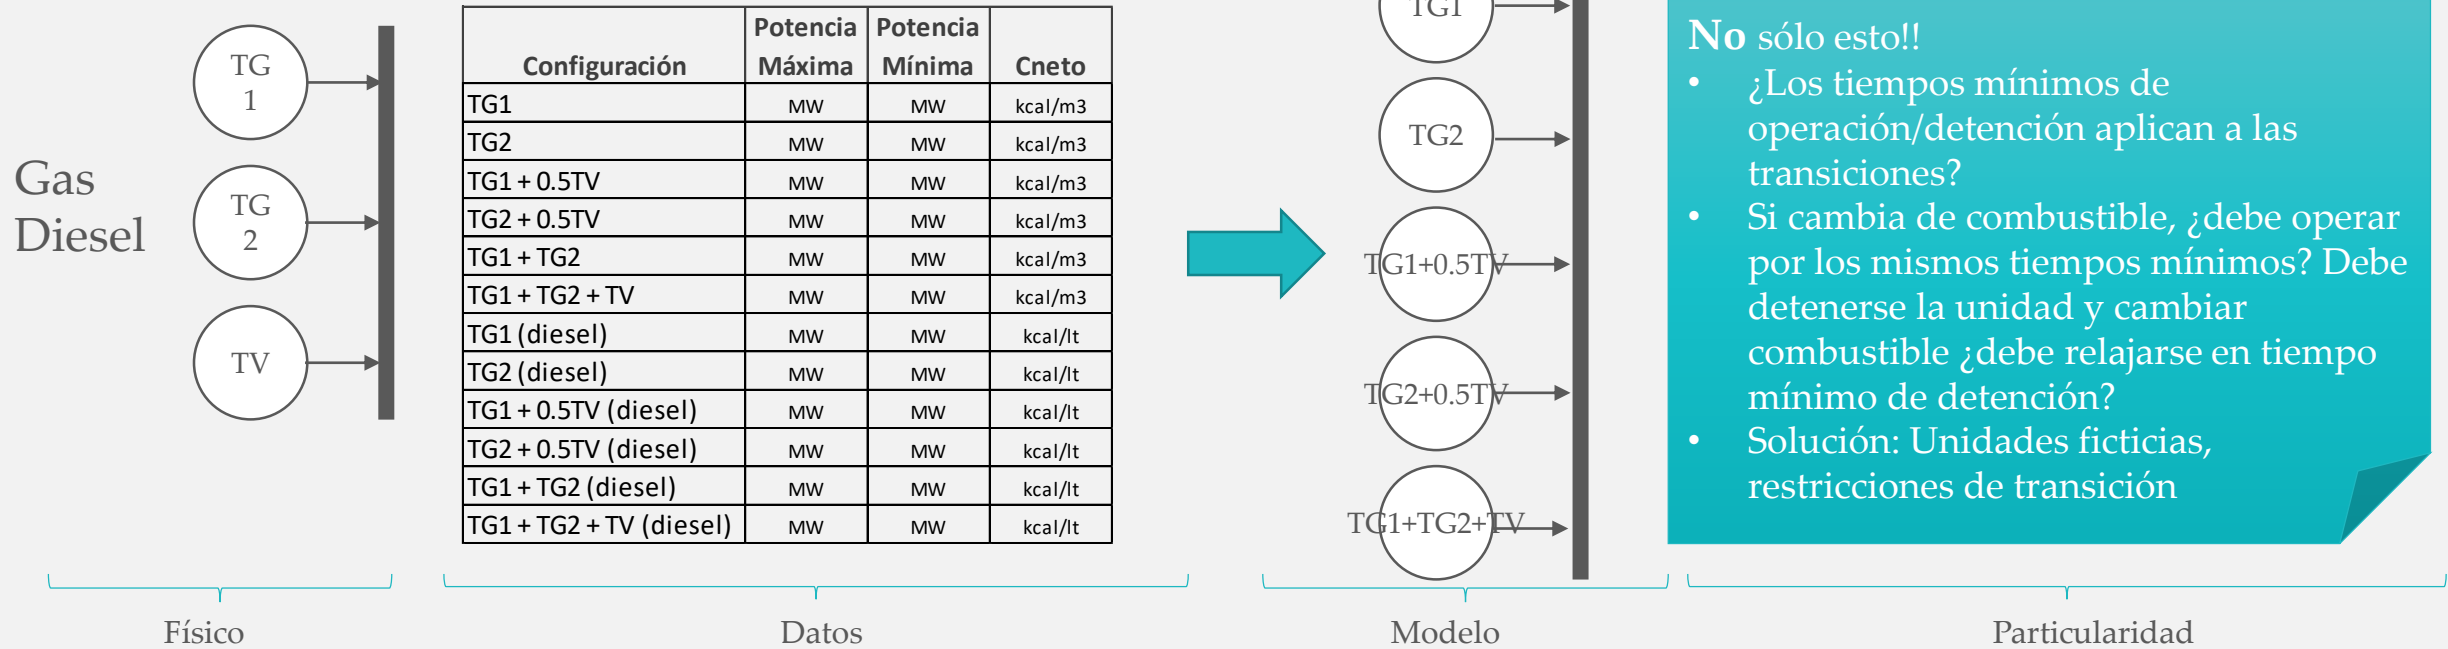 Gas
Diesel
TG
1
TG
2
TV
Configuración Potencia Máxima Potencia Mínima Cneto
TG1 MW MW kcal/m3
TG2 MW MW kcal/m3
TG1 + 0.5TV MW MW kcal/m3
TG2 + 0.5TV MW MW kcal/m3
TG1 + TG2 MW MW kcal/m3
TG1 + TG2 + TV MW MW kcal/m3
TG1 (diesel) MW MW kcal/lt
TG2 (diesel) MW MW kcal/lt
TG1 + 0.5TV (diesel) MW MW kcal/lt
TG2 + 0.5TV (diesel) MW MW kcal/lt
TG1 + TG2 (diesel) MW MW kcal/lt
TG1 + TG2 + TV (diesel) MW MW kcal/lt
TG1
TG2
TG1+0.5TV
TG2+0.5TV
TG1+TG2+TV
No sólo esto!!
• ¿Los tiempos mínimos de
operación/detención aplican a las
transiciones?
• Si cambia de combustible, ¿debe operar
por los mismos tiempos mínimos? Debe
detenerse la unidad y cambiar
combustible ¿debe relajarse en tiempo
mínimo de detención?
• Solución: Unidades ficticias,
restricciones de transición
Físico
Datos
Modelo
Particularidad